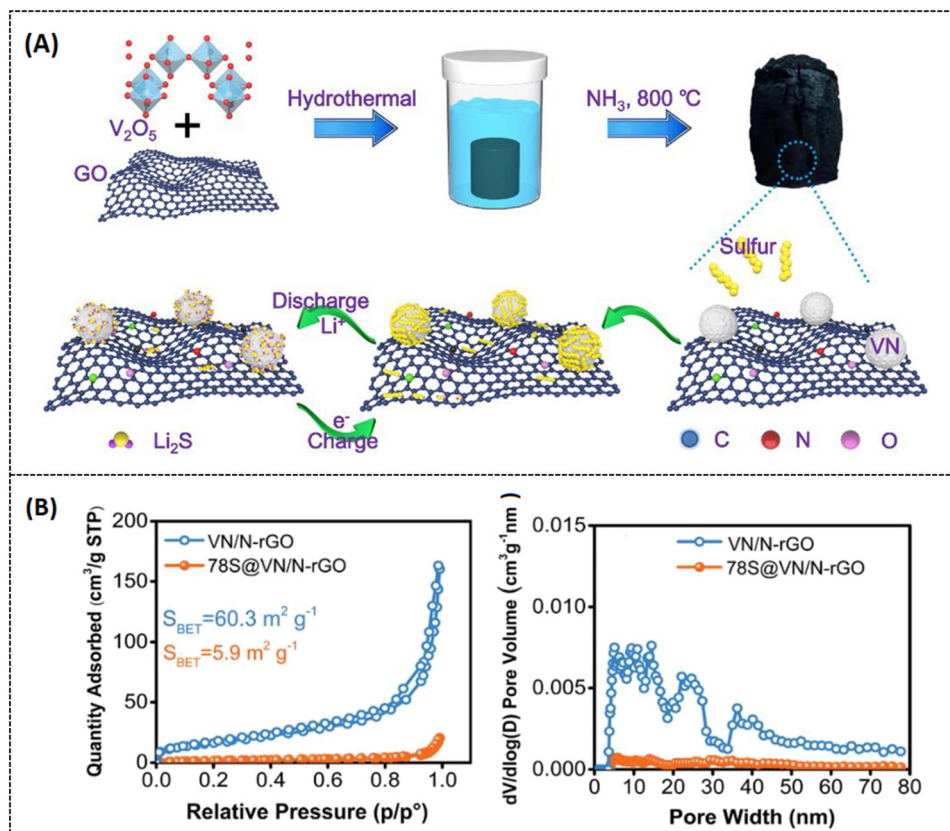 (A)
V₂O₅
+
GO
Hydrothermal
NH₃, 800 ℃
Sulfur
VN
Discharge
Li⁺
e⁻
Charge
Li₂S
C
N
O
(B)
Quantity Adsorbed (cm³/g STP)
200
150
100
50
0
VN/N-rGO
78S@VN/N-rGO
S_BET=60.3 m² g⁻¹
S_BET=5.9 m² g⁻¹
0.0 0.2 0.4 0.6 0.8 1.0
Relative Pressure (p/p°)
dV/dlog(D) Pore Volume (cm³g⁻¹nm⁻)
0.015
0.010
0.005
0.000
VN/N-rGO
78S@VN/N-rGO
0 10 20 30 40 50 60 70 80
Pore Width (nm)